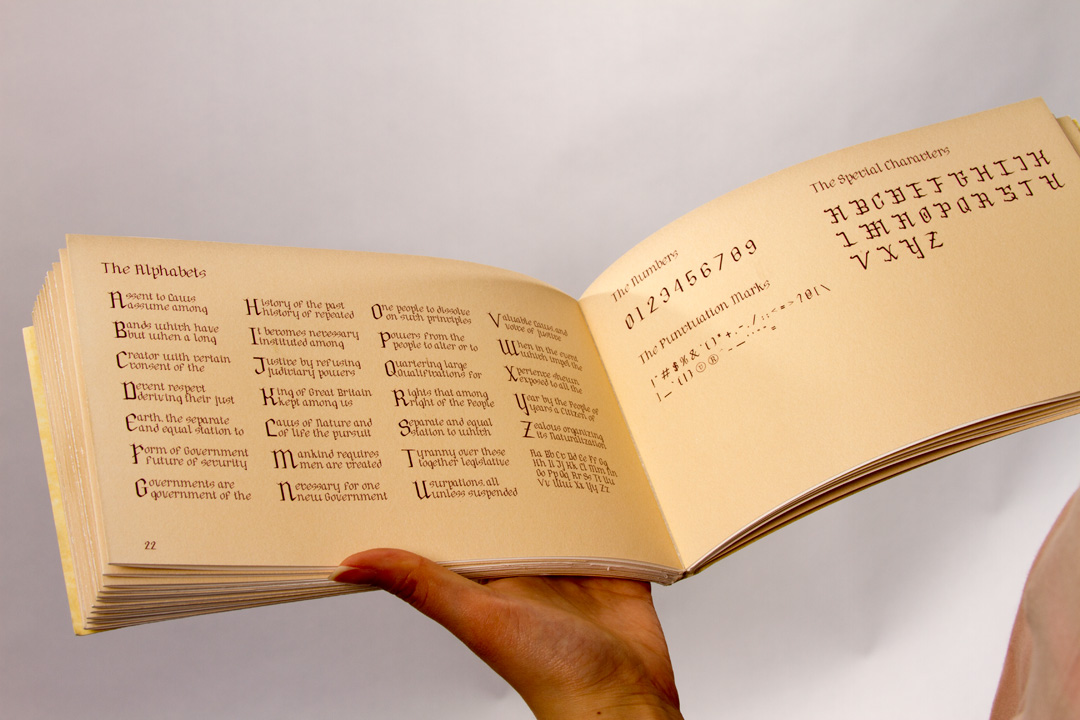 The Alphabets
Assent to Laws
assume among
Bands which have
but when a long
Creator with certain
consent of the
Decent respect
deriving their just
Earth, the separate
and equal station to
Form of Government
future of security
Governments are
government of the
History of the past
history of repeated
It becomes necessary
instituted among
Justice by refusing
judiciary powers
King of Great Britain
kept among us
Laws of Nature and
of life the pursuit
Mankind requires
men are created
Necessary for one
new Government
One people to dissolve
on such principles
Powers from the
people to alter or to
Quartering large
Qualifications for
Rights that among
right of the People
Separate and equal
station to which
Tyranny over these
together legislative
Usurpations, all
unless suspended
Valuable Laws, and
voice of justice
When in the event
which impel the
Xperience shown
exposed to all the
Year by the People of
years a Citizen of
Zealous organizing
its Naturalization
Aa Bb Cc Dd Ee Ff Gg
Hh Ii Jj Kk Ll Mm Nn
Oo Pp Qq Rr Ss Tt Uu
Vv Ww Xx Yy Zz
22
The Numbers
0123456789
The Punctuation Marks
The Special Characters